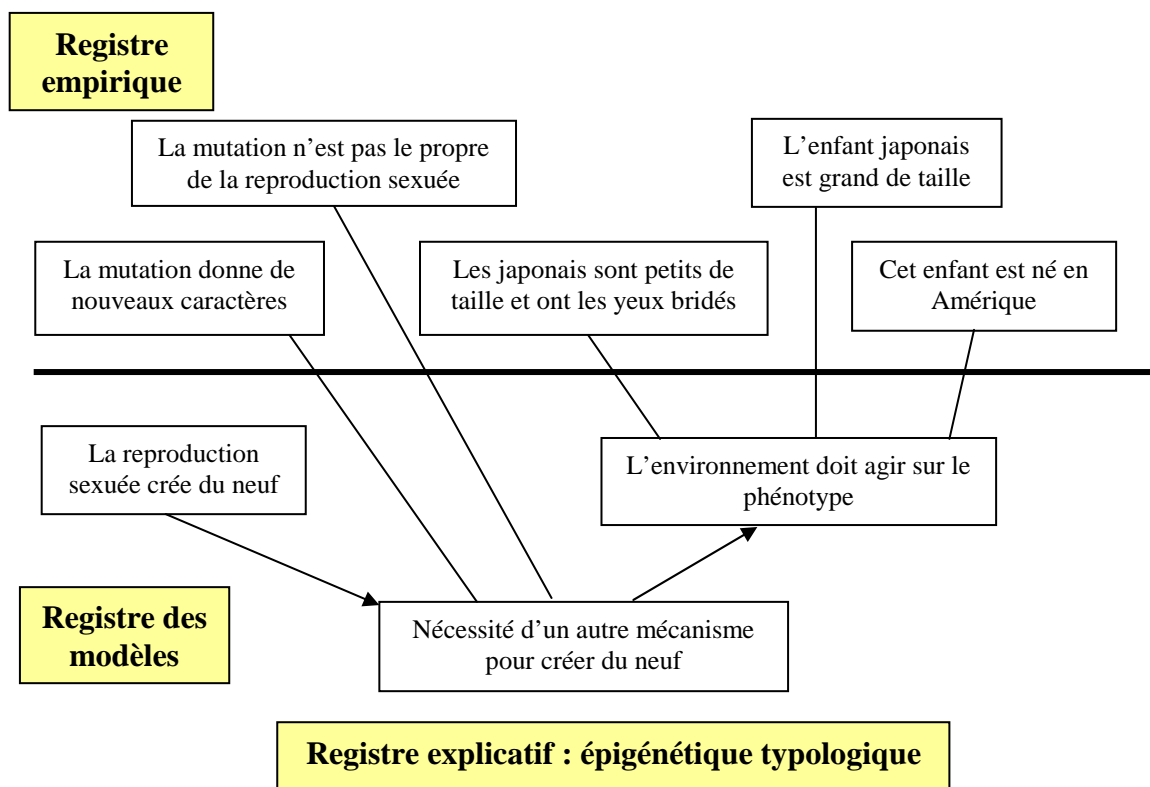 Registre
empirique
La mutation n’est pas le propre
de la reproduction sexuée
L’enfant japonais
est grand de taille
La mutation donne de
nouveaux caractères
Les japonais sont petits de
taille et ont les yeux bridés
Cet enfant est né en
Amérique
La reproduction
sexuée crée du neuf
L’environnement doit agir sur le
phénotype
Registre des
modèles
Nécessité d’un autre mécanisme
pour créer du neuf
Registre explicatif : épigénétique typologique